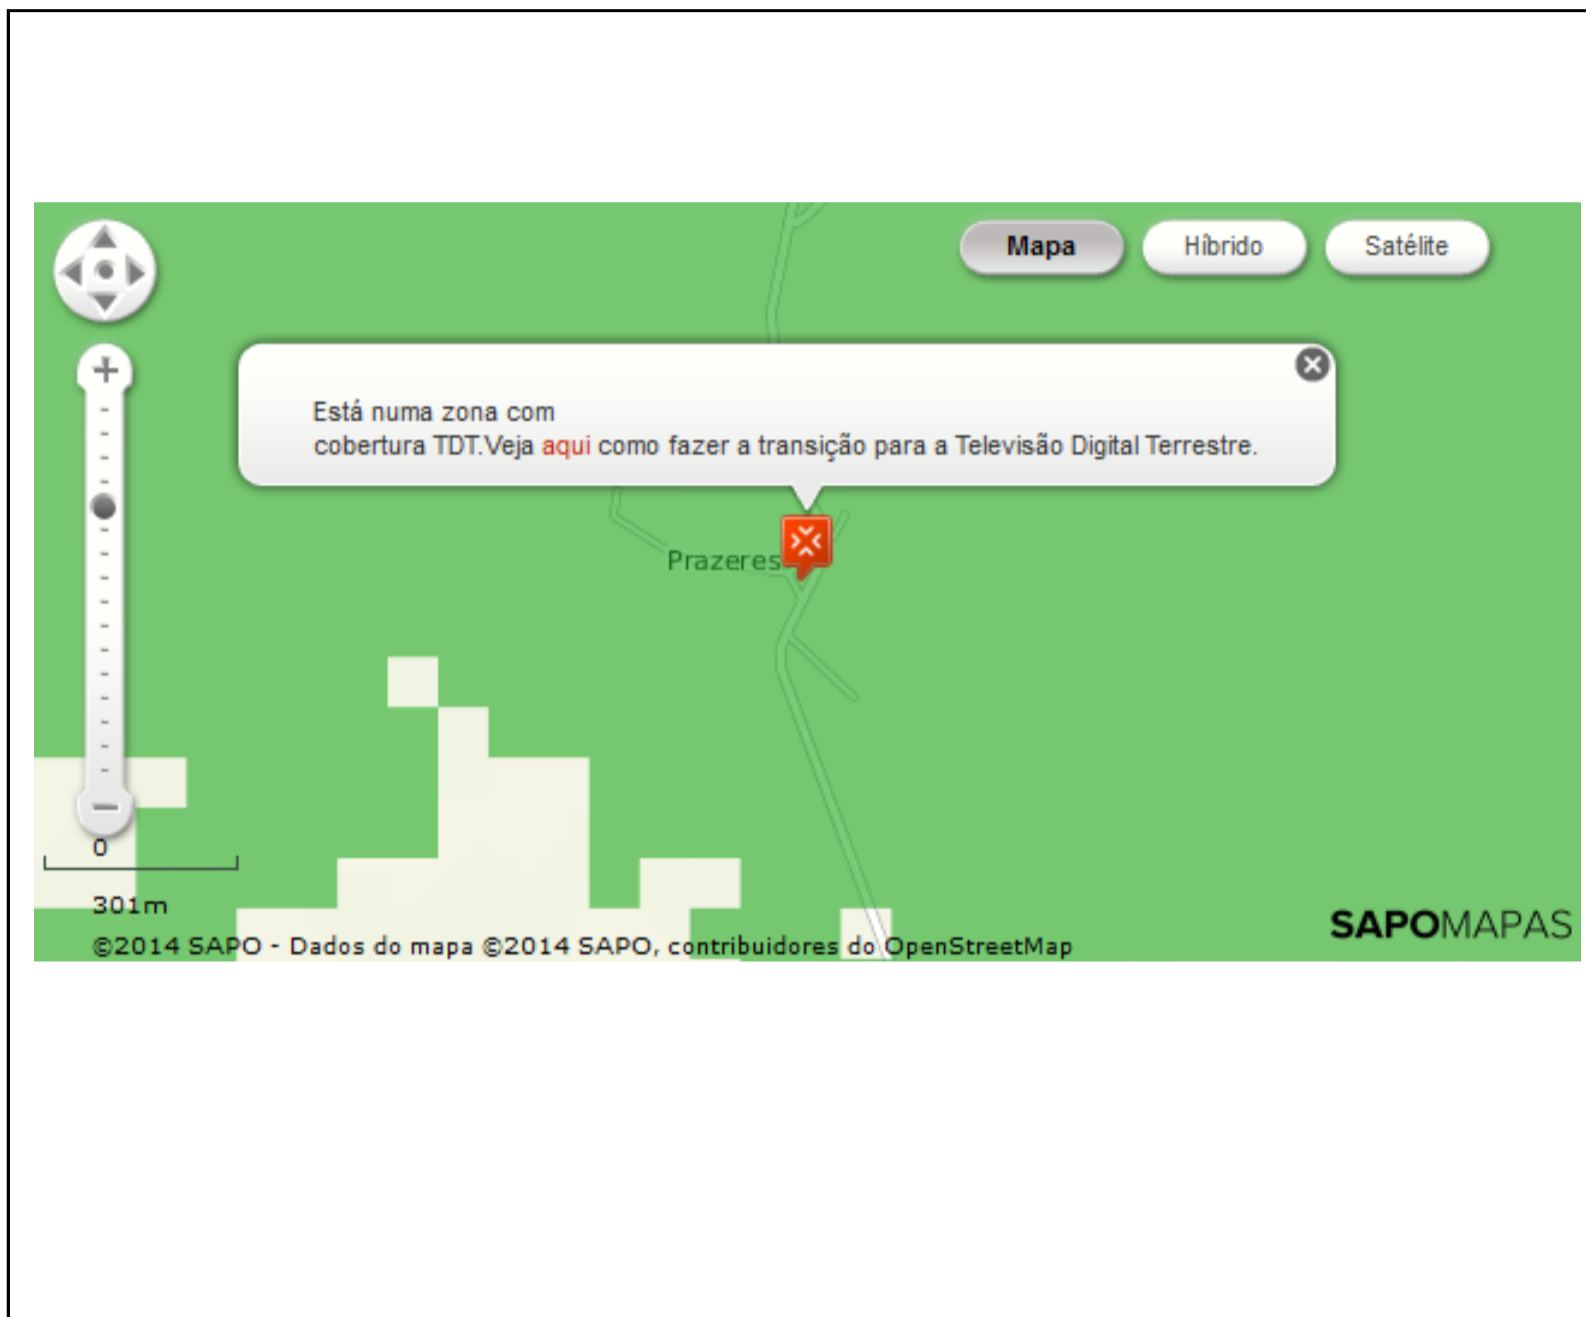 Mapa
Híbrido
Satélite
Está numa zona com
cobertura TDT.Veja aqui como fazer a transição para a Televisão Digital Terrestre.
Prazeres
0
301m
SAPOMAPAS
©2014 SAPO - Dados do mapa ©2014 SAPO, contribuidores do OpenStreetMap